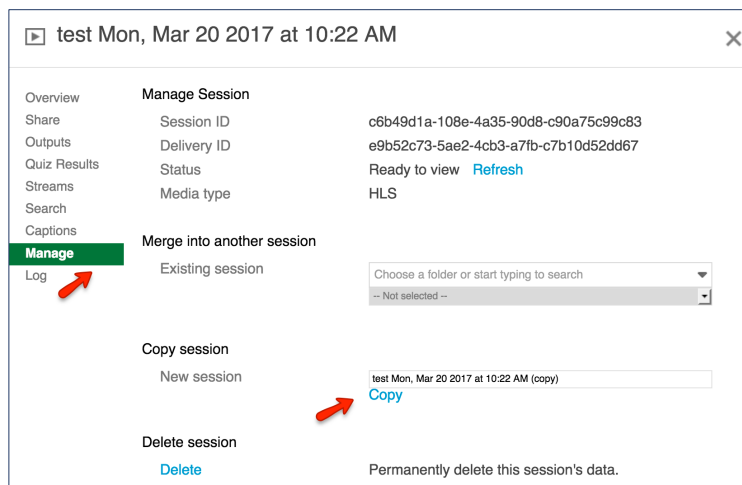 test Mon, Mar 20 2017 at 10:22 AM
Overview
Share
Outputs
Quiz Results
Streams
Search
Captions
Manage
Log
Manage Session
Session ID c6b49d1a-108e-4a35-90d8-c90a75c99c83
Delivery ID e9b52c73-5ae2-4cb3-a7fb-c7b10d52dd67
Status Ready to view Refresh
Media type HLS
Merge into another session
Existing session Choose a folder or start typing to search
-- Not selected --
Copy session
New session test Mon, Mar 20 2017 at 10:22 AM (copy)
Copy
Delete session
Delete Permanently delete this session's data.